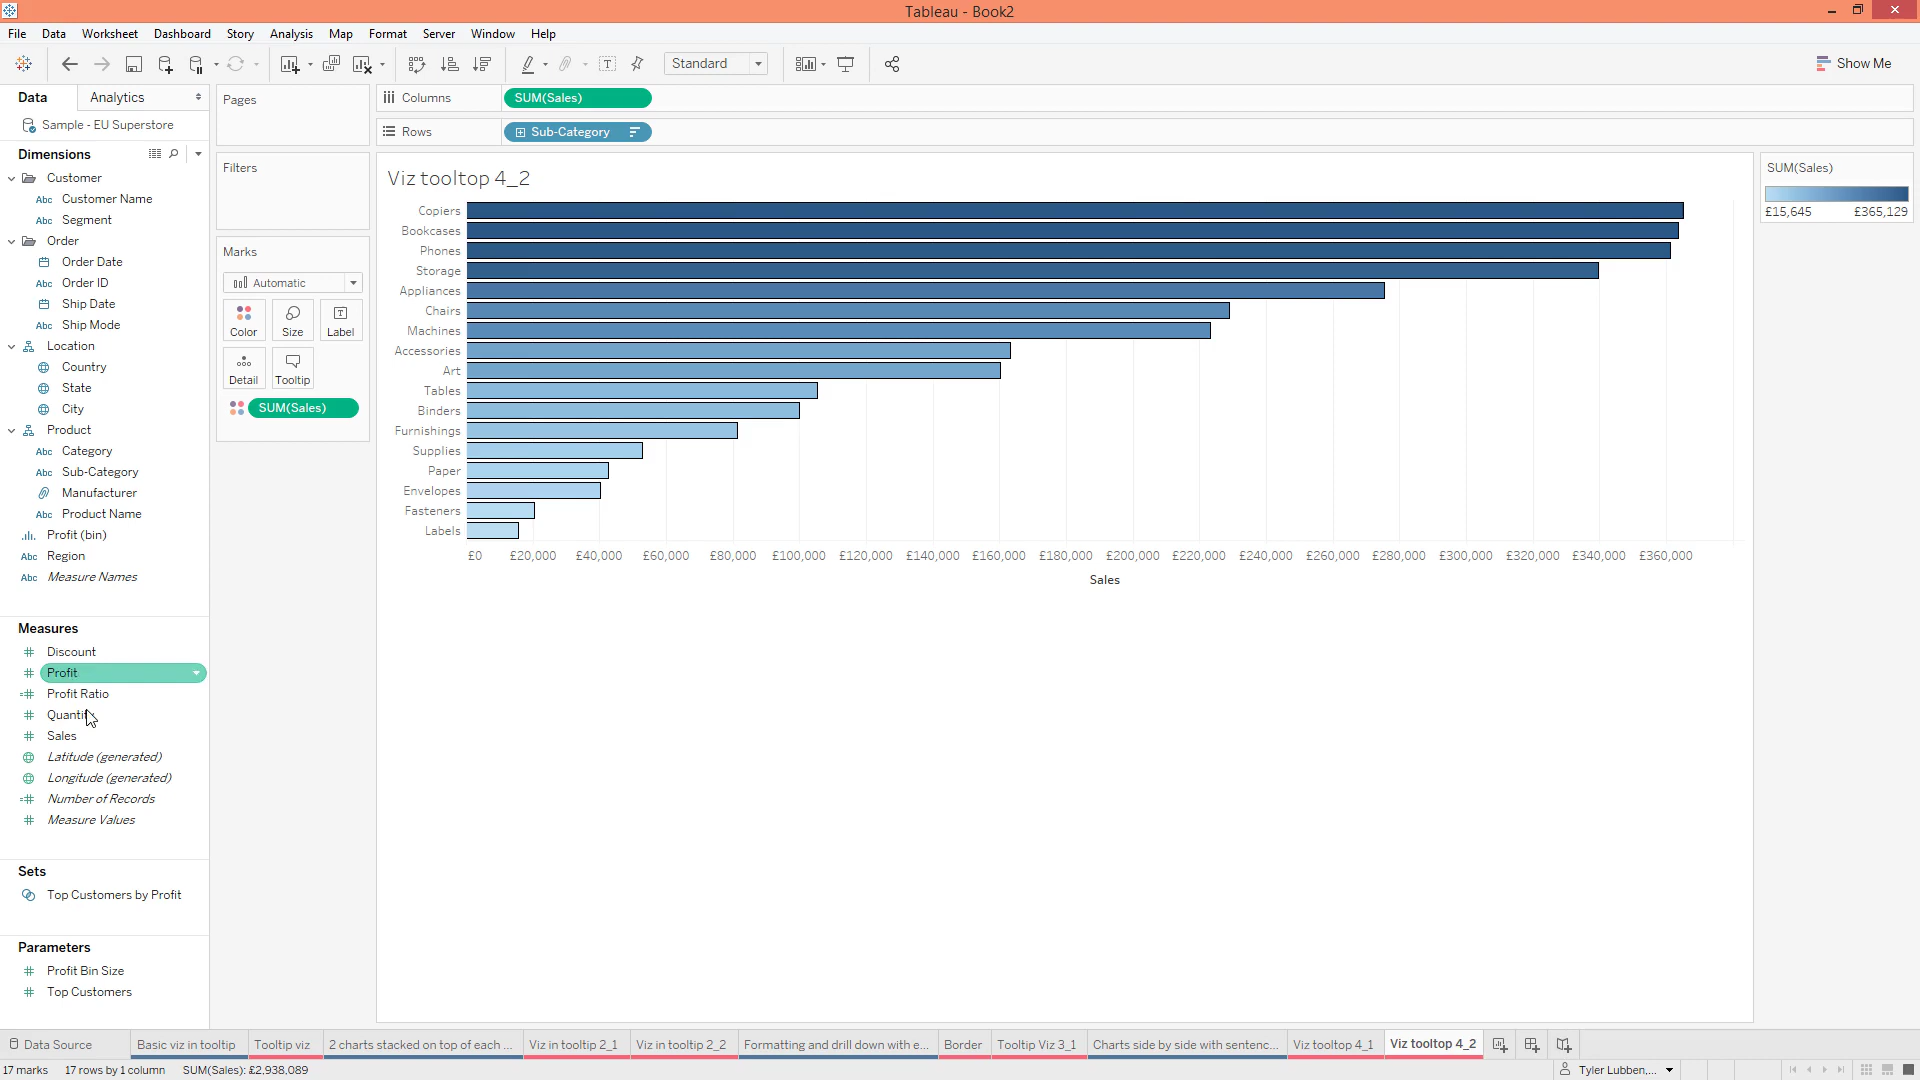 Tableau - Book2
File Data Worksheet Dashboard Story Analysis Map Format Server Window Help
Standard
Show Me
Data Analytics
Sample - EU Superstore
Dimensions
Customer
Abc Customer Name
Abc Segment
Order
Order Date
Abc Order ID
Ship Date
Abc Ship Mode
Location
Country
State
City
Product
Abc Category
Abc Sub-Category
Manufacturer
Abc Product Name
Profit (bin)
Abc Region
Abc Measure Names
Measures
# Discount
# Profit
=# Profit Ratio
# Quantity
# Sales
Latitude (generated)
Longitude (generated)
=# Number of Records
# Measure Values
Sets
Top Customers by Profit
Parameters
# Profit Bin Size
# Top Customers
Pages
Filters
Marks
Automatic
Color Size Label
Detail Tooltip
SUM(Sales)
Columns SUM(Sales)
Rows Sub-Category
Viz tooltop 4_2
Copiers
Bookcases
Phones
Storage
Appliances
Chairs
Machines
Accessories
Art
Tables
Binders
Furnishings
Supplies
Paper
Envelopes
Fasteners
Labels
£0 £20,000 £40,000 £60,000 £80,000 £100,000 £120,000 £140,000 £160,000 £180,000 £200,000 £220,000 £240,000 £260,000 £280,000 £300,000 £320,000 £340,000 £360,000
Sales
SUM(Sales)
£15,645 £365,129
Data Source Basic viz in tooltip Tooltip viz 2 charts stacked on top of each ... Viz in tooltip 2_1 Viz in tooltip 2_2 Formatting and drill down with e... Border Tooltip Viz 3_1 Charts side by side with sentenc... Viz tooltop 4_1 Viz tooltop 4_2
17 marks 17 rows by 1 column SUM(Sales): £2,938,089 Tyler Lubben,...